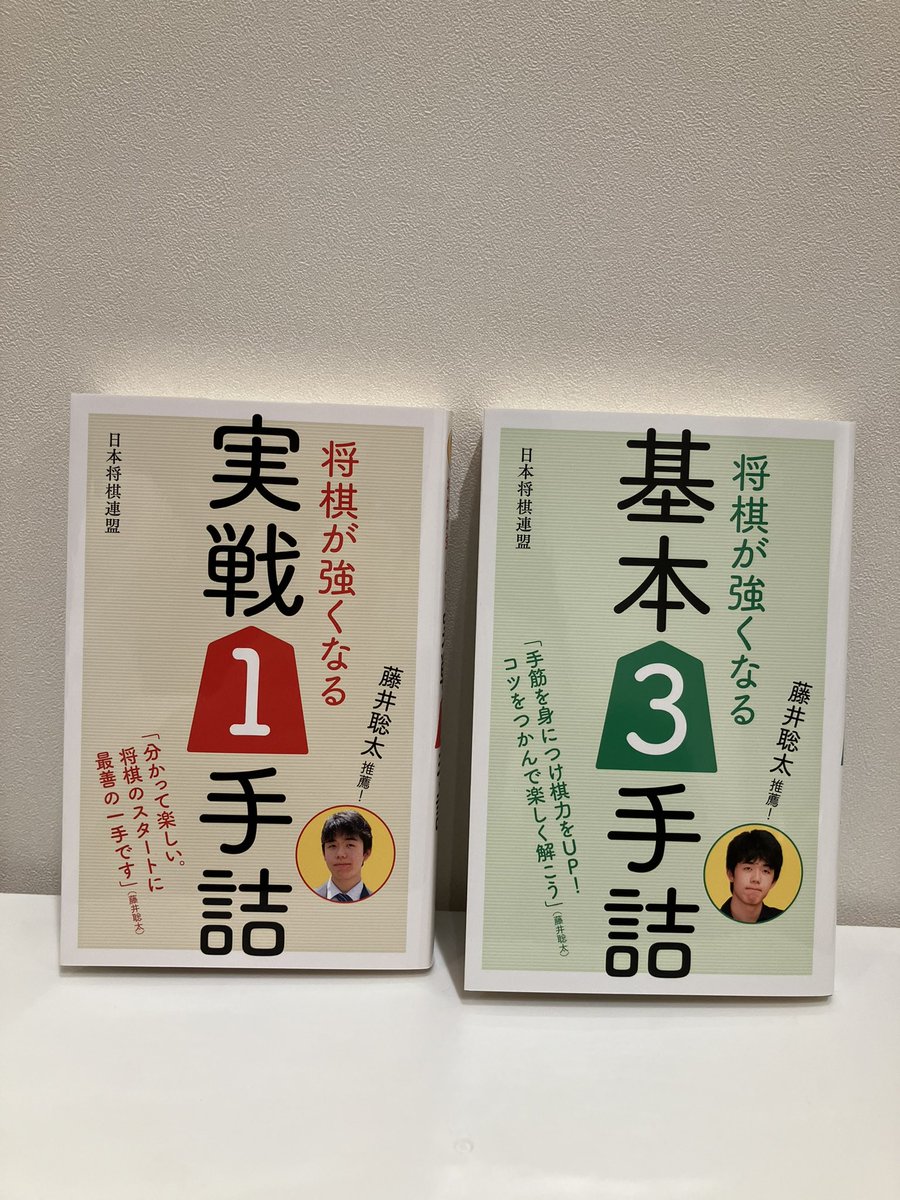 将棋が強くなる
実戦1手詰
日本将棋連盟
藤井聡太 推薦!
「分かって楽しい。
将棋のスタートに
最善の一手です」(藤井聡太)
将棋が強くなる
基本3手詰
日本将棋連盟
藤井聡太 推薦!
「手筋を身につけ棋力をUP!
コツをつかんで楽しく解こう」(藤井聡太)